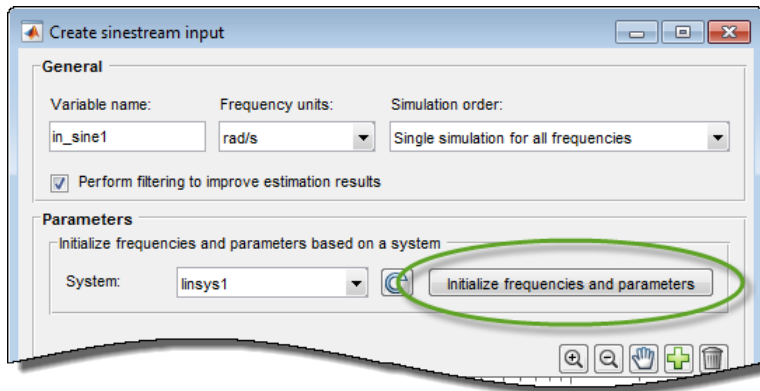 Create sinestream input
General
Variable name: Frequency units: Simulation order:
in_sine1 rad/s Single simulation for all frequencies
Perform filtering to improve estimation results
Parameters
Initialize frequencies and parameters based on a system
System: linsys1 Initialize frequencies and parameters